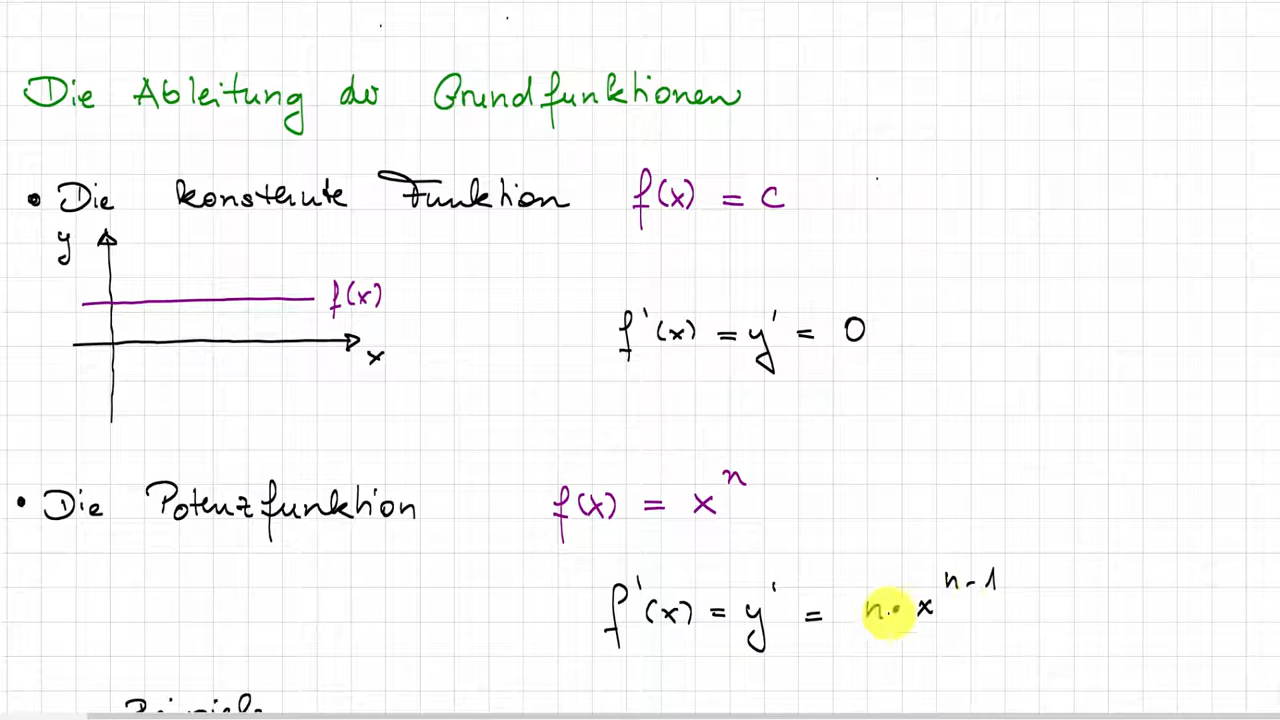 Die Ableitung der Grundfunktionen
• Die konstante Funktion f(x) = c
y
f(x)
x
f'(x) = y' = 0
• Die Potenzfunktion f(x) = x^n
f'(x) = y' = n · x^{n-1}